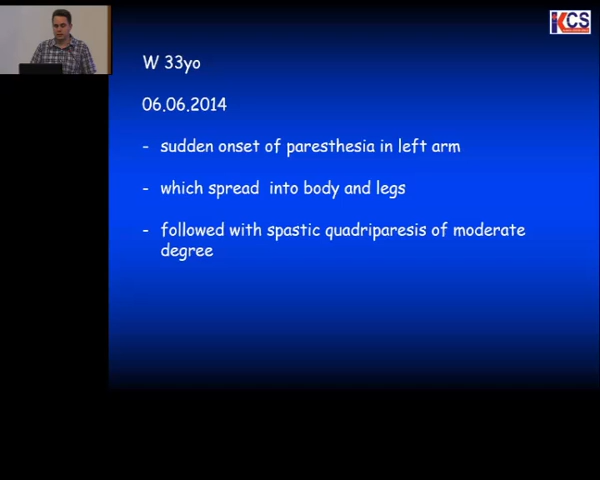 KCS
W 33yo
06.06.2014
- sudden onset of paresthesia in left arm
- which spread into body and legs
- followed with spastic quadriparesis of moderate
degree